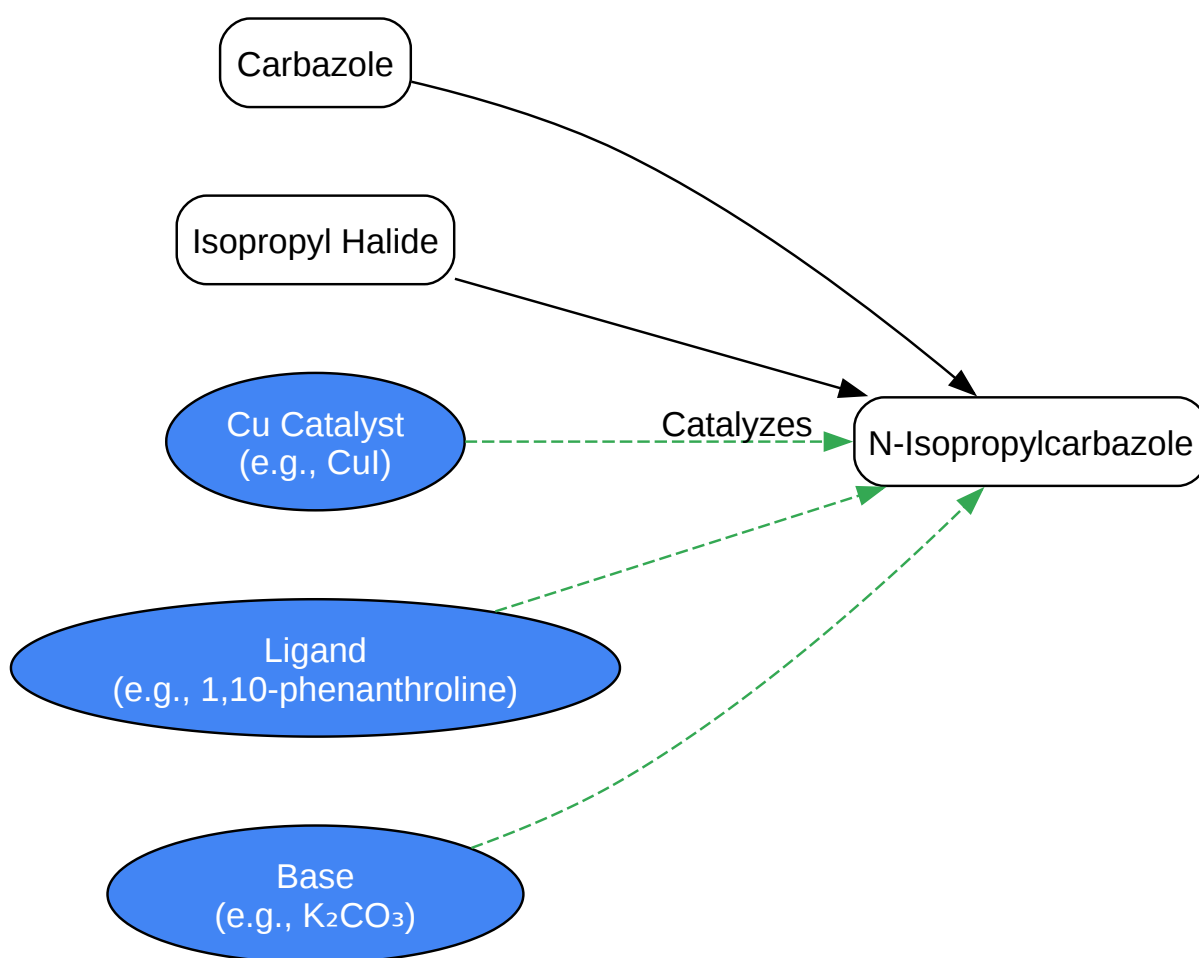 Carbazole
Isopropyl Halide
Cu Catalyst
(e.g., CuI)
Catalyzes
N-Isopropylcarbazole
Ligand
(e.g., 1,10-phenanthroline)
Base
(e.g., K₂CO₃)